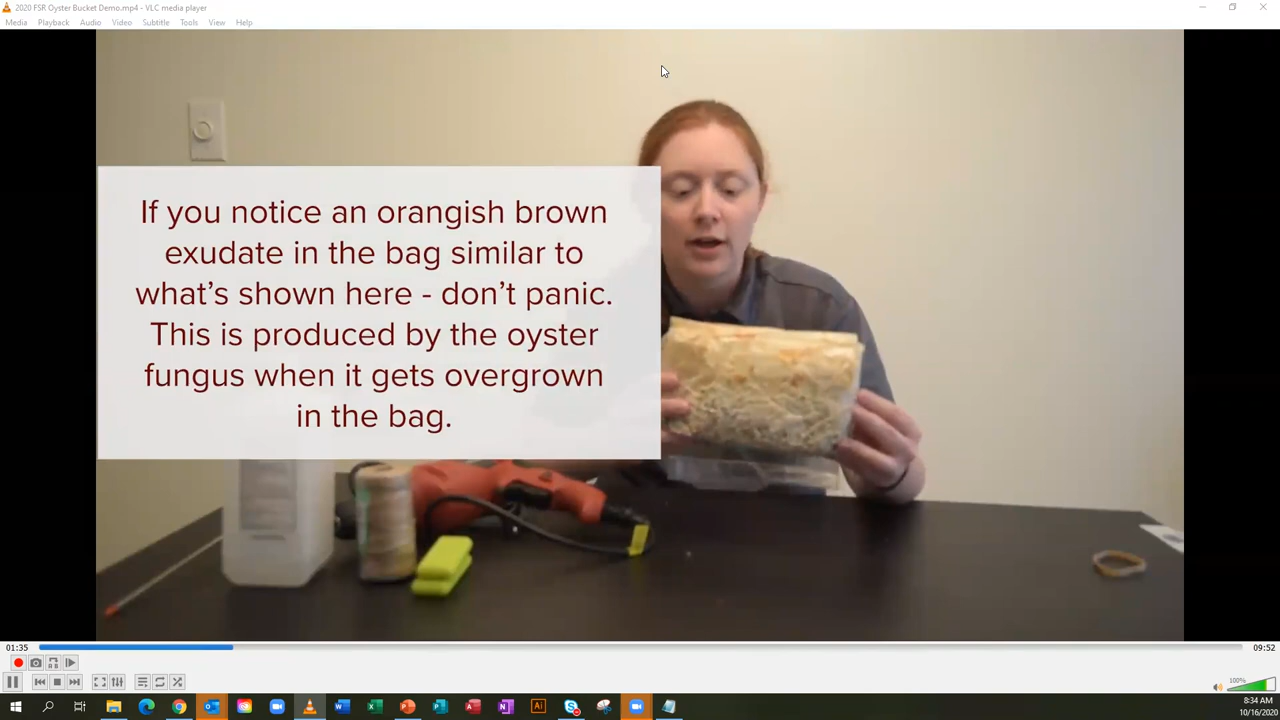 2020 FSR Oyster Bucket Demo.mp4 - VLC media player
Media Playback Audio Video Subtitle Tools View Help
If you notice an orangish brown
exudate in the bag similar to
what's shown here - don't panic.
This is produced by the oyster
fungus when it gets overgrown
in the bag.
01:35
09:52
100%
8:34 AM
10/16/2020